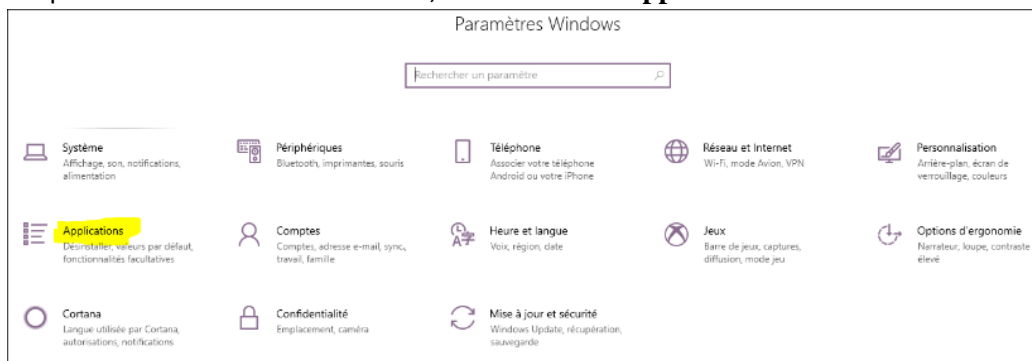 pp
Paramètres Windows
Rechercher un paramètre
Système
Affichage, son, notifications,
alimentation
Périphériques
Bluetooth, imprimantes, souris
Téléphone
Associer votre téléphone
Android ou votre iPhone
Réseau et Internet
Wi-Fi, mode Avion, VPN
Personnalisation
Arrière-plan, écran de
verrouillage, couleurs
Applications
Désinstaller, valeurs par défaut,
fonctionnalités facultatives
Comptes
Comptes, adresse e-mail, sync.,
travail, famille
Heure et langue
Voix, région, date
Jeux
Barre de jeux, captures,
diffusion, mode jeu
Options d'ergonomie
Narrateur, loupe, contraste
élevé
Cortana
Langue utilisée par Cortana,
autorisations, notifications
Confidentialité
Emplacement, caméra
Mise à jour et sécurité
Windows Update, récupération,
sauvegarde